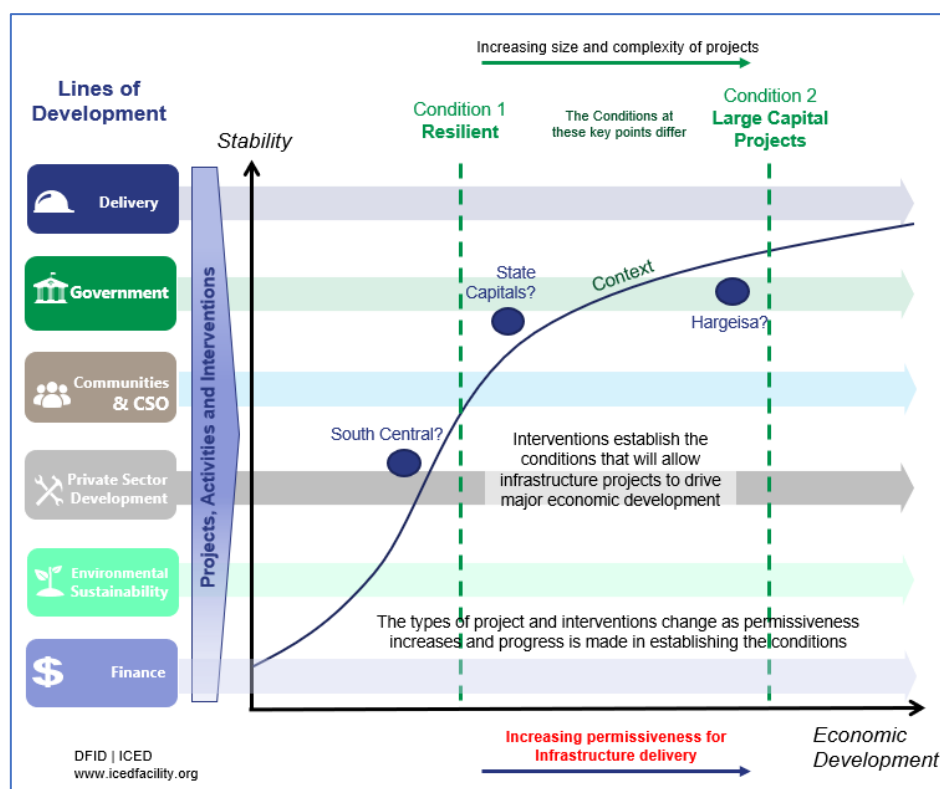 Increasing size and complexity of projects
Lines of
Development
Stability
Condition 1
Resilient
The Conditions at
these key points differ
Condition 2
Large Capital
Projects
Delivery
Government
Communities
& CSO
Private Sector
Development
Environmental
Sustainability
Finance
Projects, Activities and Interventions
State
Capitals?
Context
Hargeisa?
South Central?
Interventions establish the
conditions that will allow
infrastructure projects to drive
major economic development
The types of project and interventions change as permissiveness
increases and progress is made in establishing the conditions
Increasing permissiveness for
Infrastructure delivery
Economic
Development
DFID | ICED
www.icedfacility.org